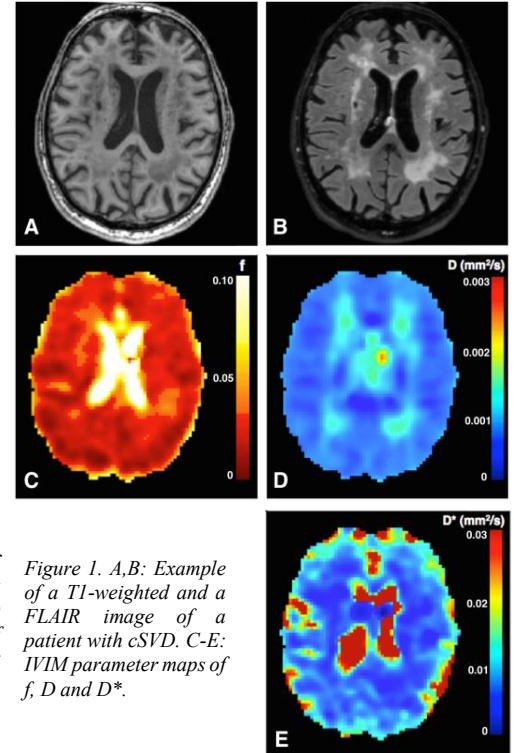 A
B
f
0.10
0.05
0
C
D (mm²/s)
0.003
0.002
0.001
0
D
Figure 1. A,B: Example
of a T1-weighted and a
FLAIR image of a
patient with cSVD. C-E:
IVIM parameter maps of
f, D and D*.
D* (mm²/s)
0.03
0.02
0.01
0
E